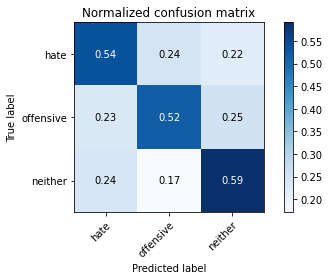 Normalized confusion matrix
hate 0.54 0.24 0.22
offensive 0.23 0.52 0.25
neither 0.24 0.17 0.59
True label
hate offensive neither
Predicted label
0.55
0.50
0.45
0.40
0.35
0.30
0.25
0.20